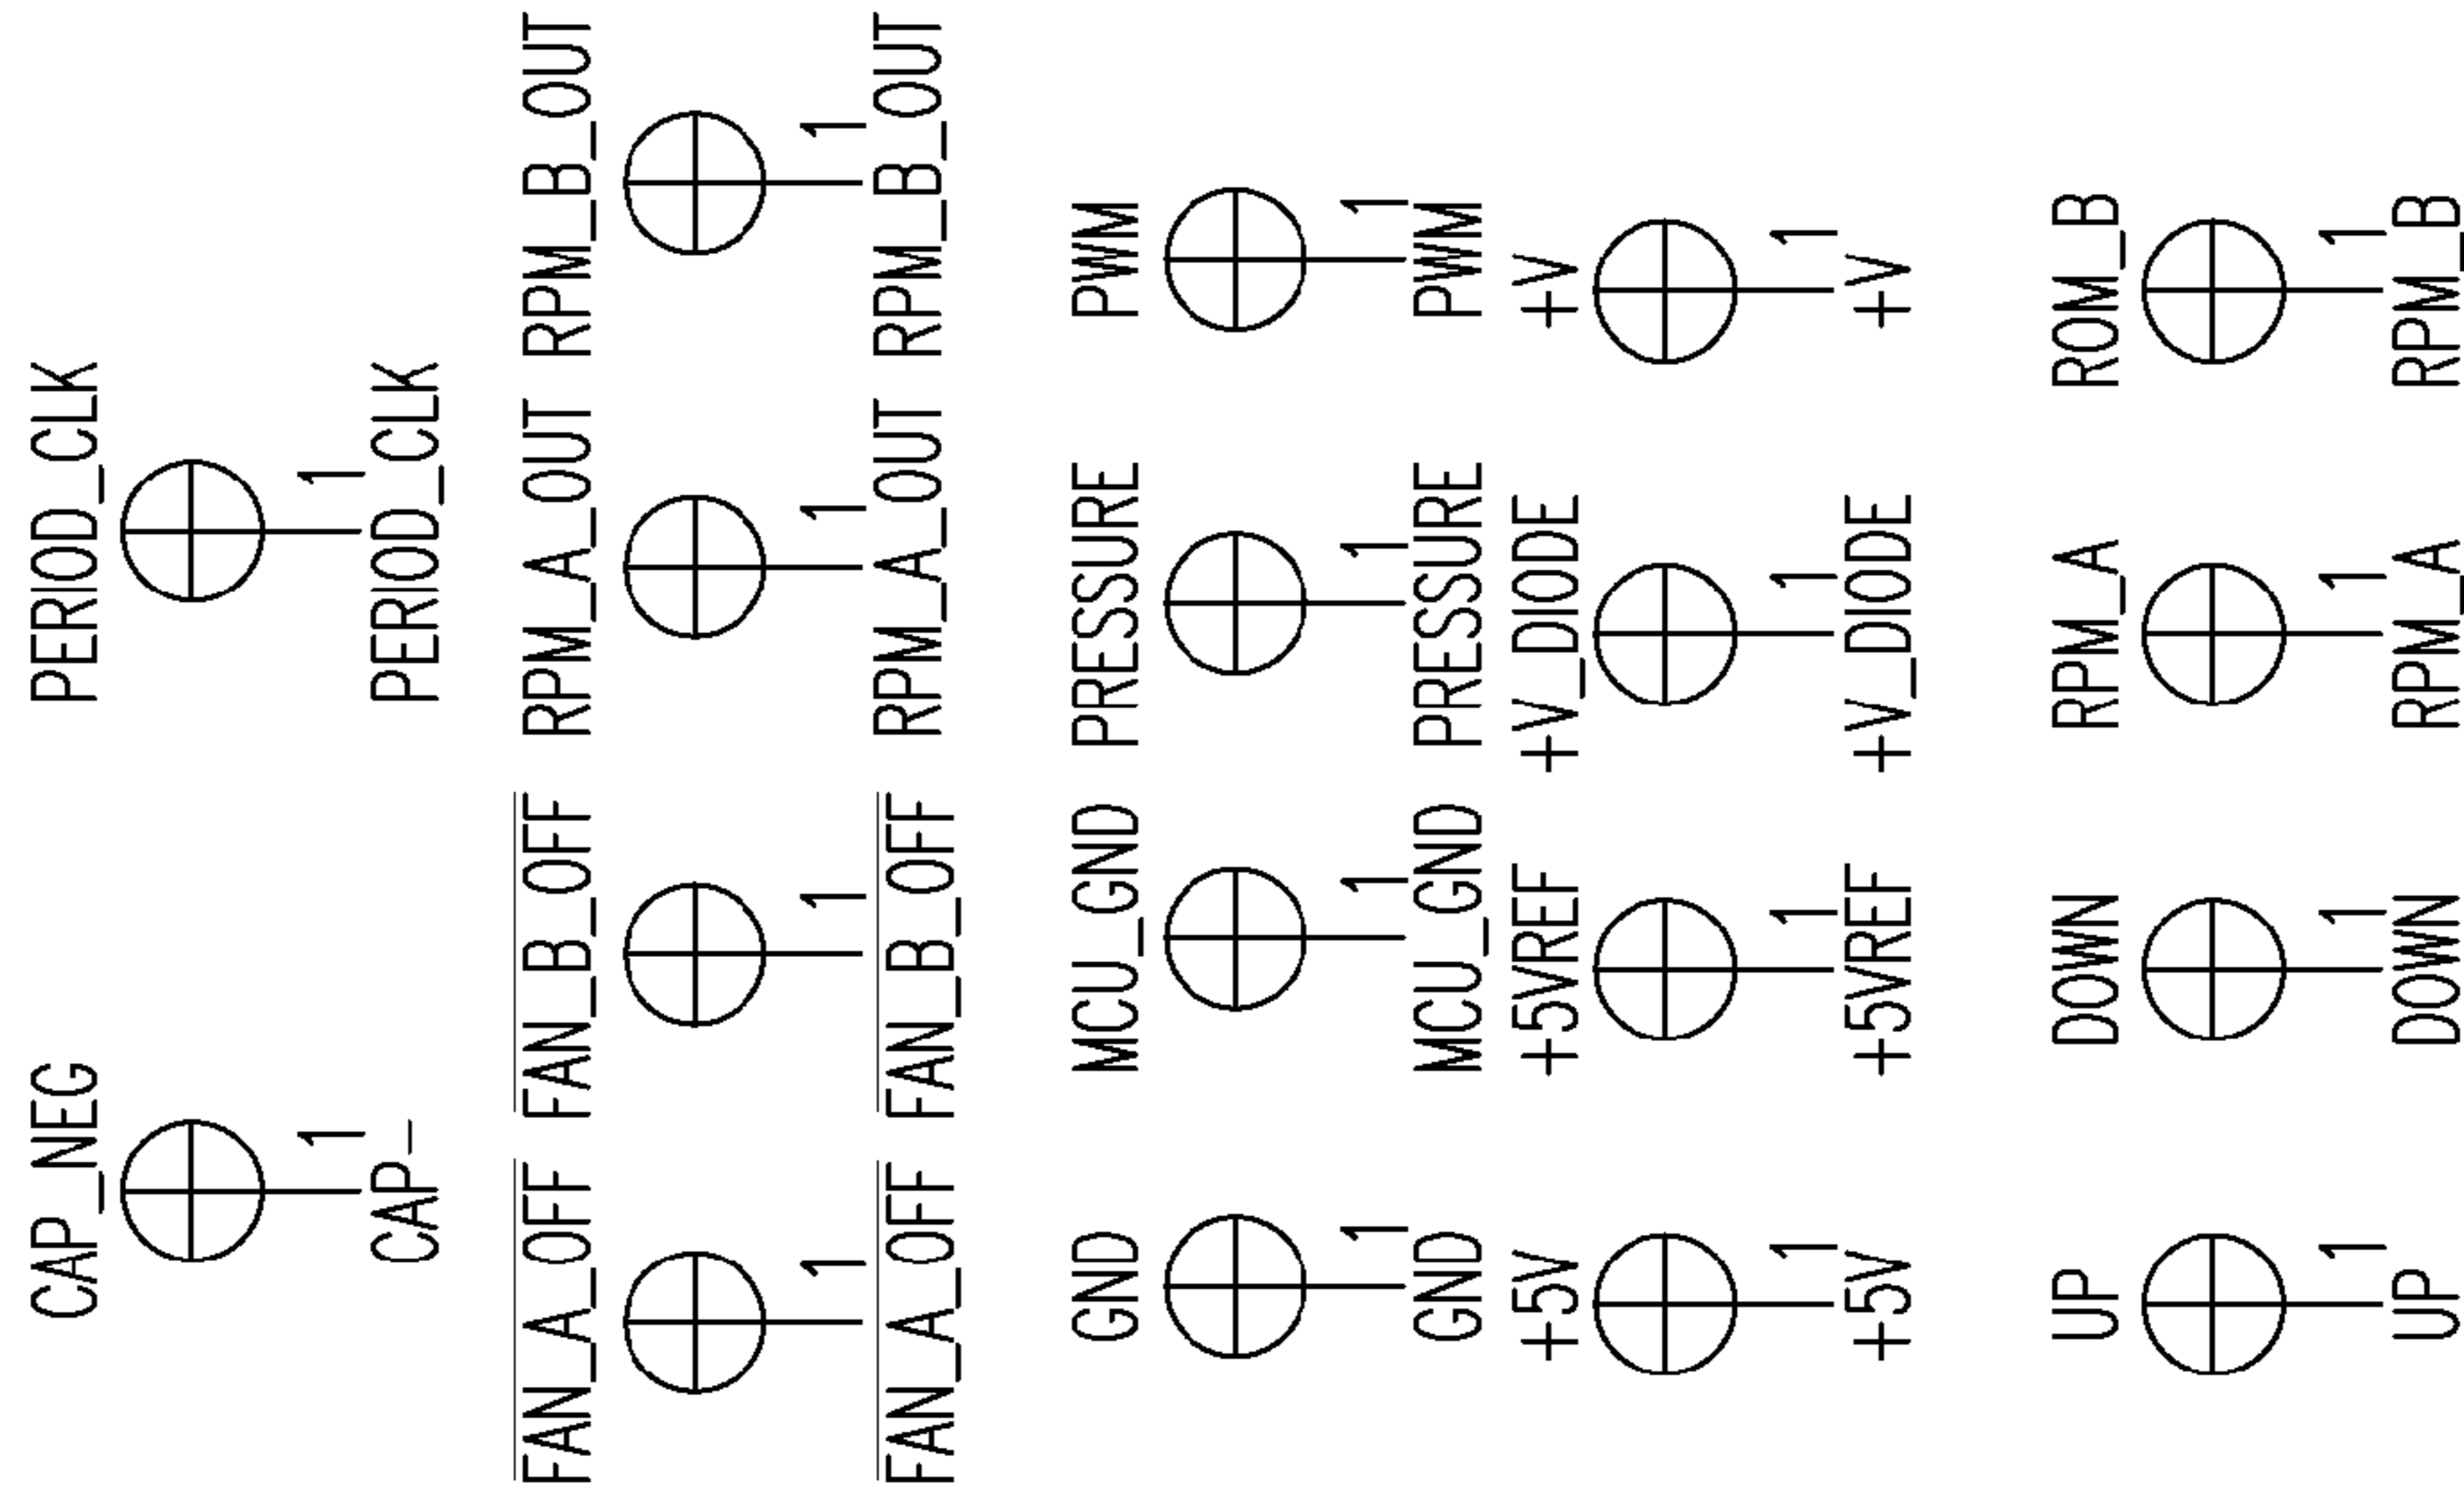 CAP_NEG PERIOD_CLK
1 1
CAP_ PERIOD_CLK
FAN_A_OFF FAN_B_OFF RPM_A_OUT RPM_B_OUT
1 1 1 1
FAN_A_OFF FAN_B_OFF RPM_A_OUT RPM_B_OUT
GND MCU_GND PRESSURE PWM
1 1 1 1
GND MCU_GND PRESSURE PWM
+5V +5VREF +V_DIODE +V
1 1 1 1
+5V +5VREF +V_DIODE +V
UP DOWN RPM_A ROM_B
1 1 1 1
UP DOWN RPM_A RPM_B